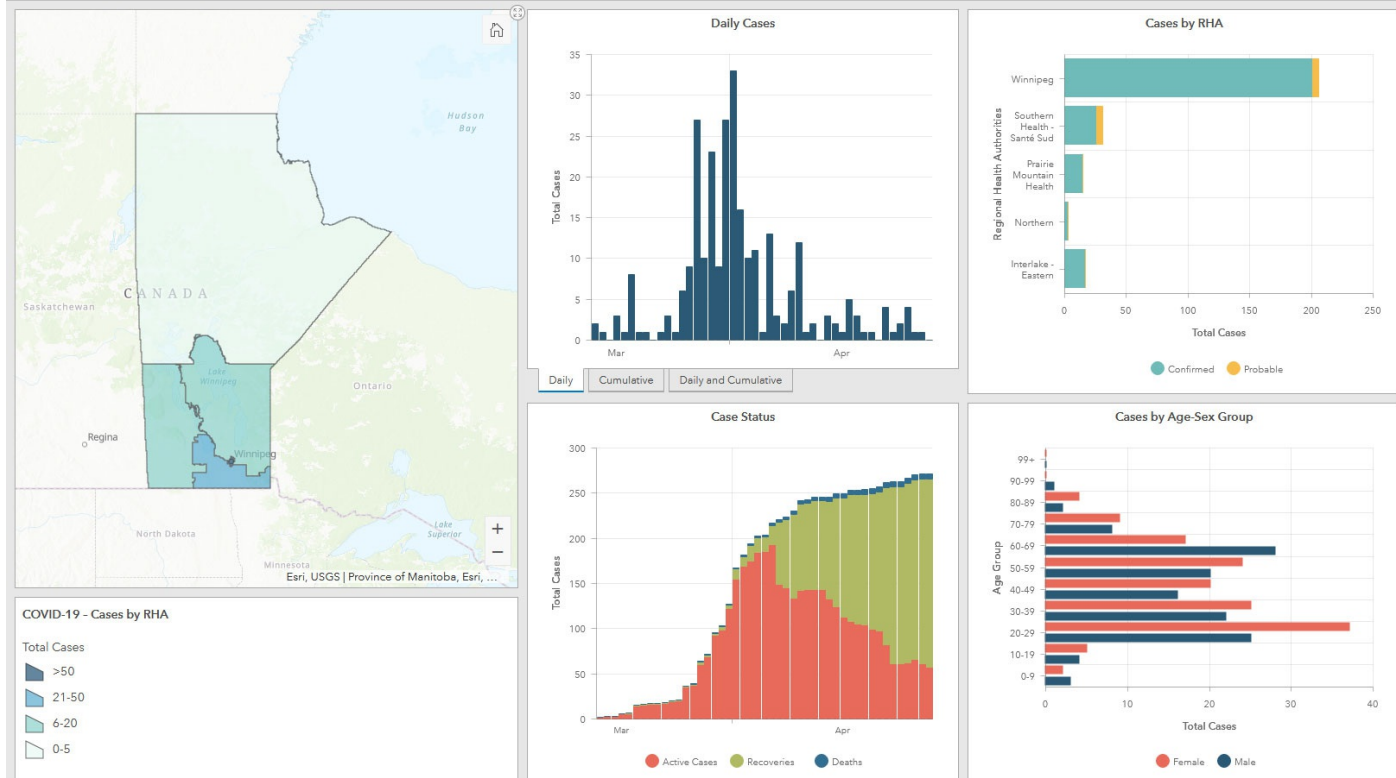 Hudson
Bay
CANADA
Saskatchewan
Lake
Winnipeg
Ontario
Regina
Winnipeg
North Dakota
Lake
Superior
Minnesota
+
−
Esri, USGS | Province of Manitoba, Esri, ...
COVID-19 - Cases by RHA
Total Cases
>50
21-50
6-20
0-5
Daily Cases
Total Cases
35
30
25
20
15
10
5
0
Mar
Apr
Daily
Cumulative
Daily and Cumulative
Case Status
Total Cases
300
250
200
150
100
50
0
Mar
Apr
Active Cases
Recoveries
Deaths
Cases by RHA
Regional Health Authorities
Winnipeg
Southern
Health -
Santé Sud
Prairie
Mountain
Health
Northern
Interlake -
Eastern
0
50
100
150
200
250
Total Cases
Confirmed
Probable
Cases by Age-Sex Group
Age Group
99+
90-99
80-89
70-79
60-69
50-59
40-49
30-39
20-29
10-19
0-9
0
10
20
30
40
Total Cases
Female
Male